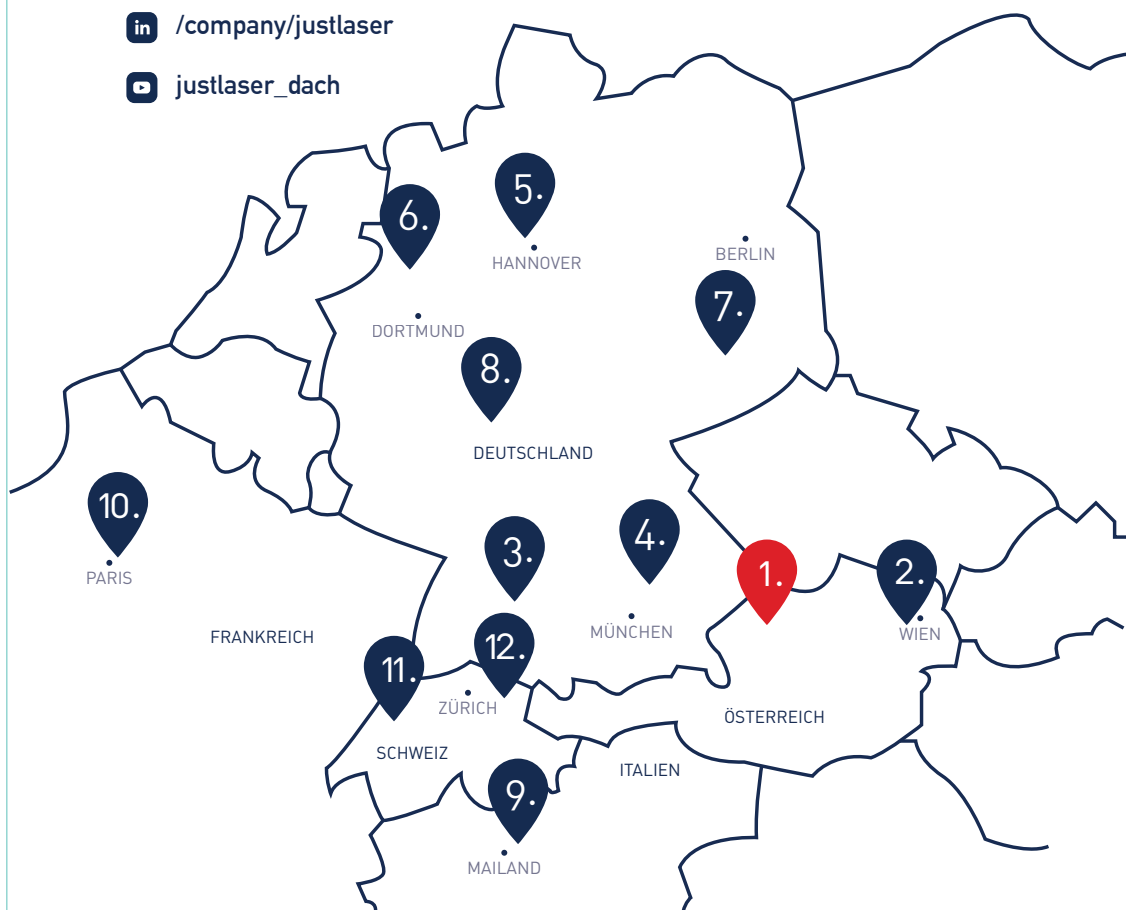 in /company/justlaser
justlaser_dach
5.
6.
HANNOVER
BERLIN
7.
DORTMUND
8.
DEUTSCHLAND
10.
PARIS
3.
4.
1.
2.
MÜNCHEN
WIEN
FRANKREICH
12.
11.
ZÜRICH
ÖSTERREICH
SCHWEIZ
ITALIEN
9.
MAILAND